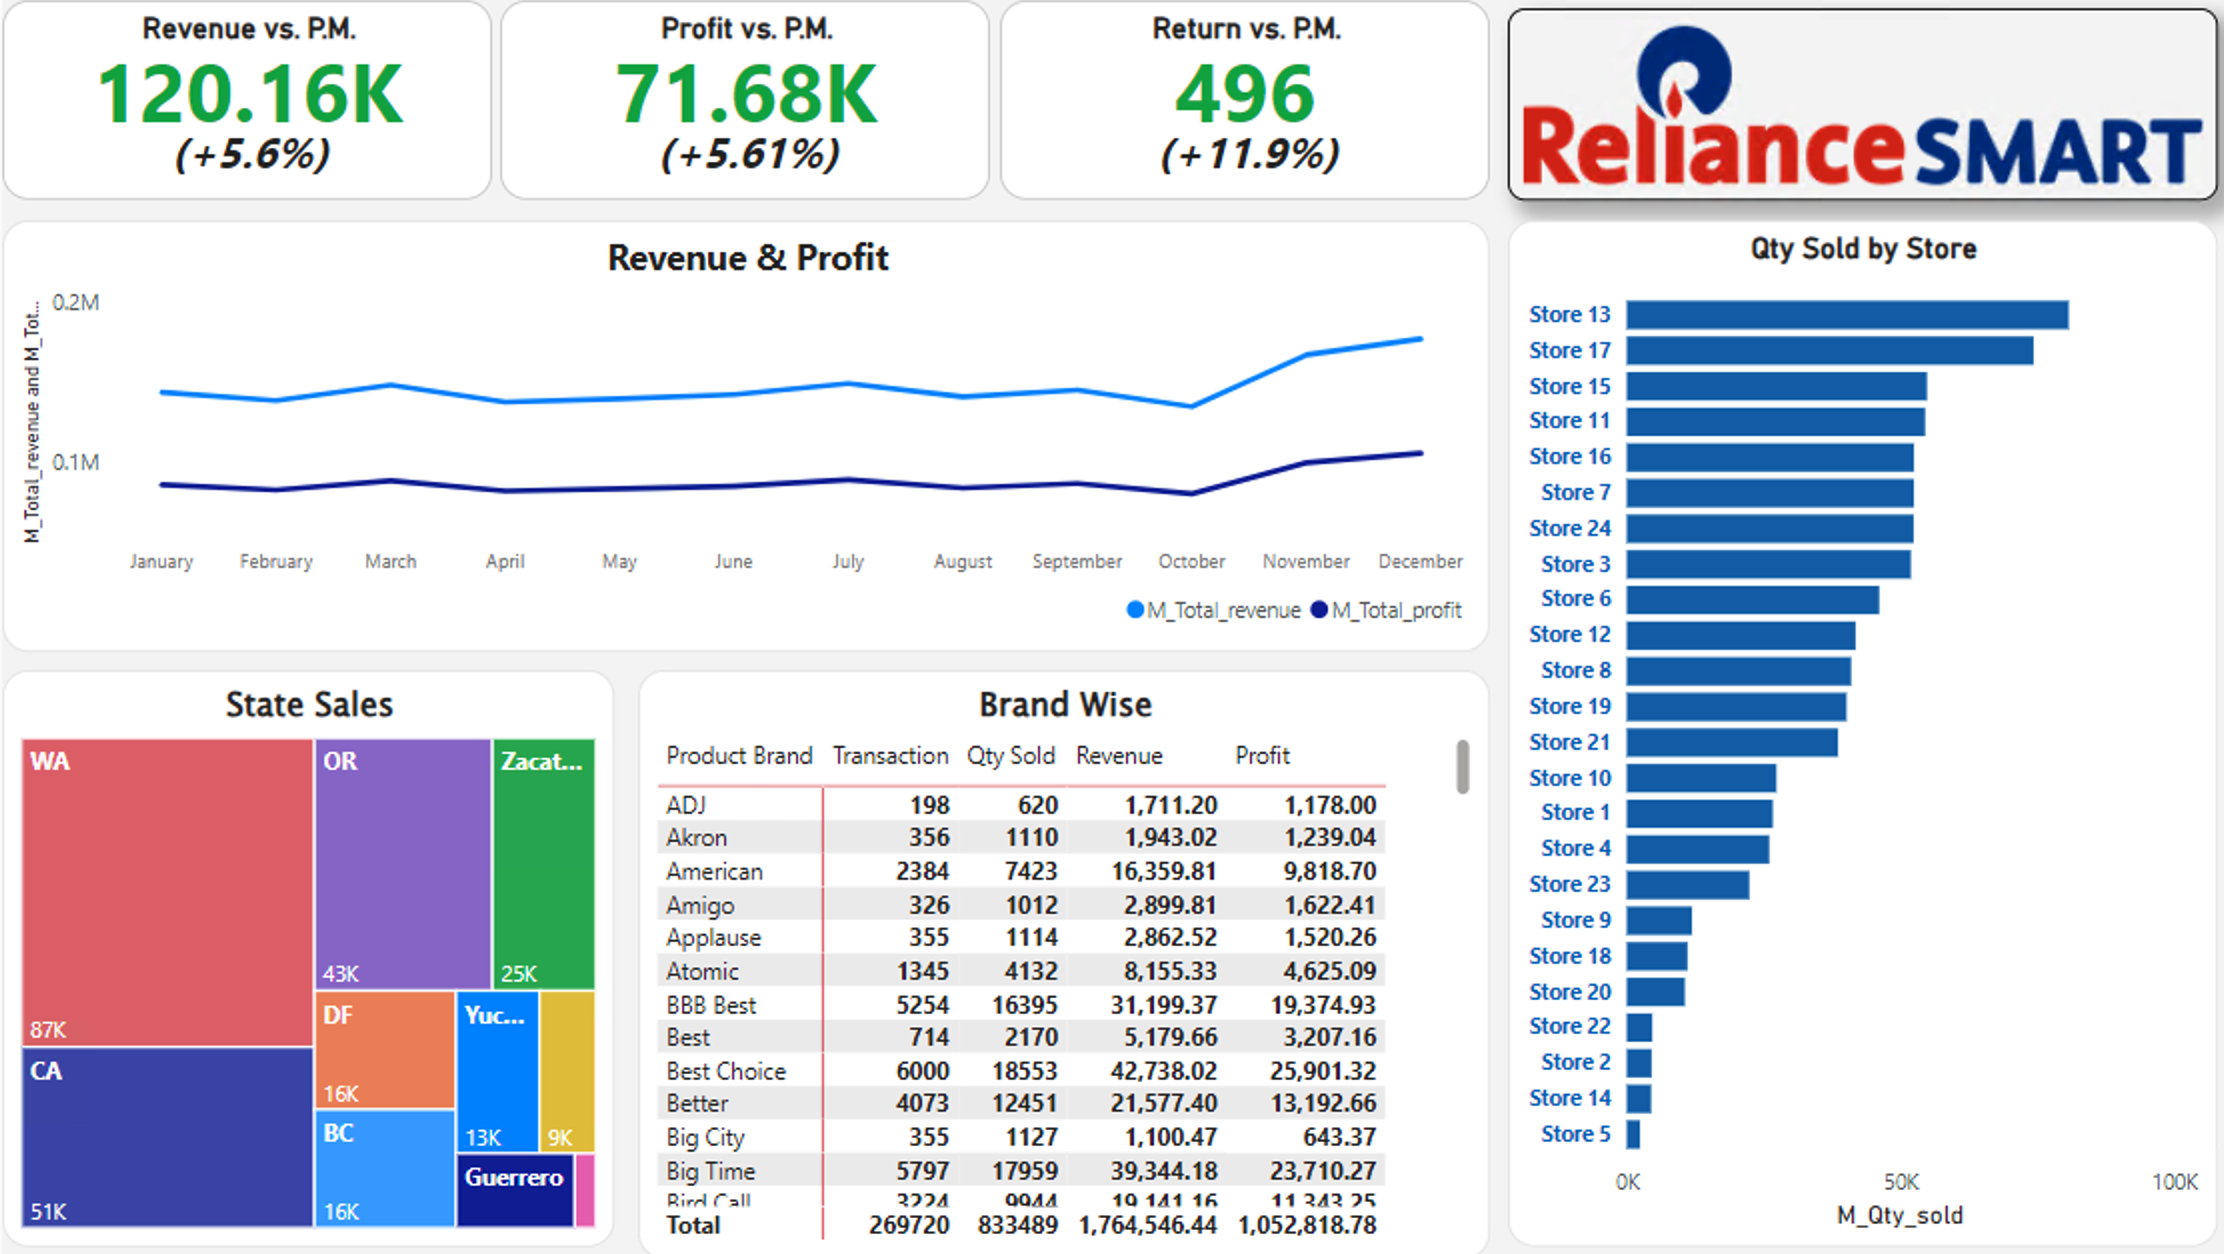 Revenue vs. P.M.
120.16K
(+5.6%)
Profit vs. P.M.
71.68K
(+5.61%)
Return vs. P.M.
496
(+11.9%)
Reliance SMART
Revenue & Profit
M_Total_revenue and M_Tot...
0.2M
0.1M
January February March April May June July August September October November December
M_Total_revenue M_Total_profit
State Sales
WA
87K
CA
51K
OR
43K
Zacat...
25K
DF
16K
BC
16K
Yuc...
13K
9K
Guerrero
Brand Wise
Product Brand Transaction Qty Sold Revenue Profit
ADJ 198 620 1,711.20 1,178.00
Akron 356 1110 1,943.02 1,239.04
American 2384 7423 16,359.81 9,818.70
Amigo 326 1012 2,899.81 1,622.41
Applause 355 1114 2,862.52 1,520.26
Atomic 1345 4132 8,155.33 4,625.09
BBB Best 5254 16395 31,199.37 19,374.93
Best 714 2170 5,179.66 3,207.16
Best Choice 6000 18553 42,738.02 25,901.32
Better 4073 12451 21,577.40 13,192.66
Big City 355 1127 1,100.47 643.37
Big Time 5797 17959 39,344.18 23,710.27
Bird Call 3224 9944 19,141.16 11,343.25
Total 269720 833489 1,764,546.44 1,052,818.78
Qty Sold by Store
Store 13
Store 17
Store 15
Store 11
Store 16
Store 7
Store 24
Store 3
Store 6
Store 12
Store 8
Store 19
Store 21
Store 10
Store 1
Store 4
Store 23
Store 9
Store 18
Store 20
Store 22
Store 2
Store 14
Store 5
0K 50K 100K
M_Qty_sold